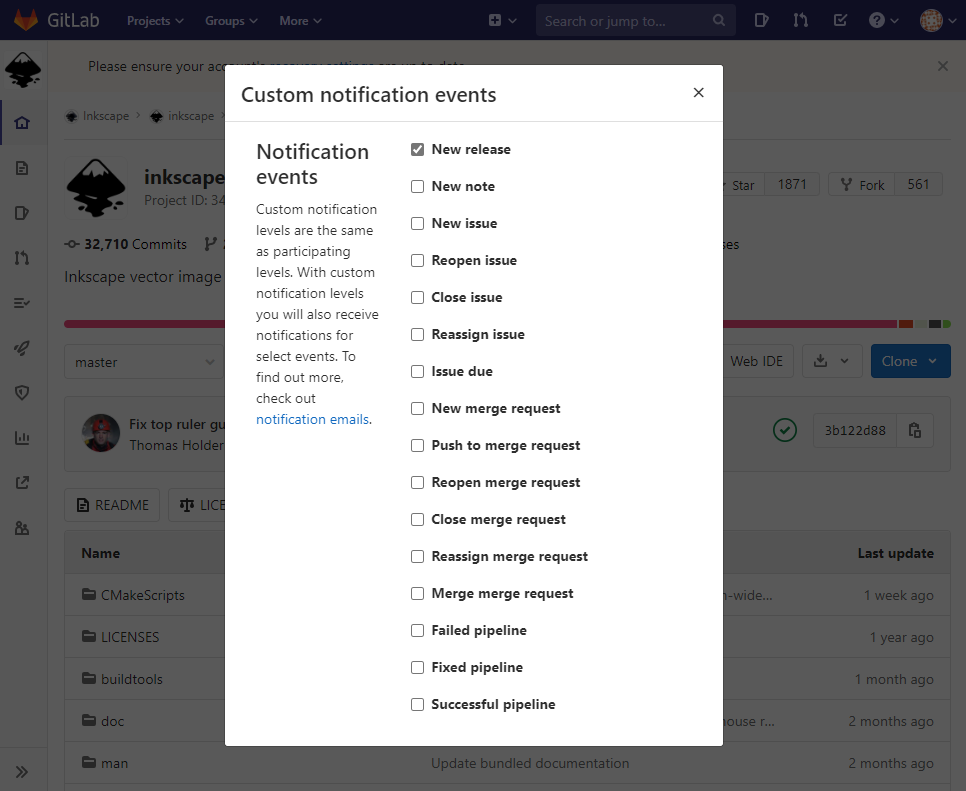 GitLab Projects Groups More Search or jump to...
Please ensure your account's recovery settings are up to date
Custom notification events
Inkscape inkscape
Notification events
Custom notification levels are the same as participating levels. With custom notification levels you will also receive notifications for select events. To find out more, check out notification emails.
New release
New note
New issue
Reopen issue
Close issue
Reassign issue
Issue due
New merge request
Push to merge request
Reopen merge request
Close merge request
Reassign merge request
Merge merge request
Failed pipeline
Fixed pipeline
Successful pipeline
inkscape
Project ID: 34
Star 1871 Fork 561
32,710 Commits
Inkscape vector image
master
Web IDE Clone
Fix top ruler gu
Thomas Holder
3b122d88
README LICE
Name Last update
CMakeScripts 1 week ago
LICENSES 1 year ago
buildtools 1 month ago
doc 2 months ago
man Update bundled documentation 2 months ago